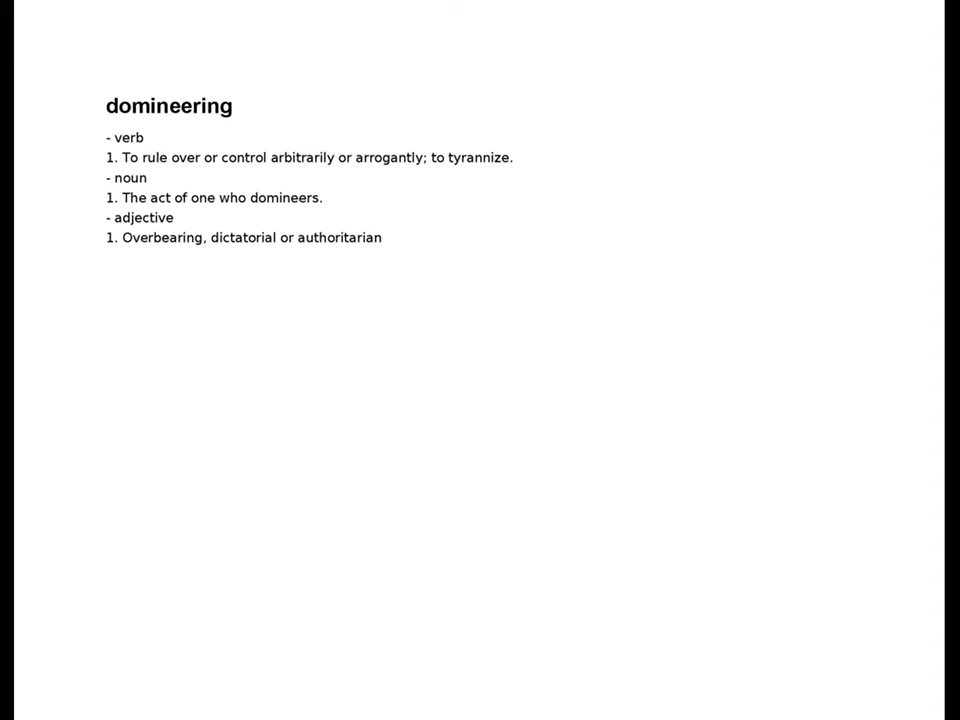 domineering
- verb
1. To rule over or control arbitrarily or arrogantly; to tyrannize.
- noun
1. The act of one who domineers.
- adjective
1. Overbearing, dictatorial or authoritarian